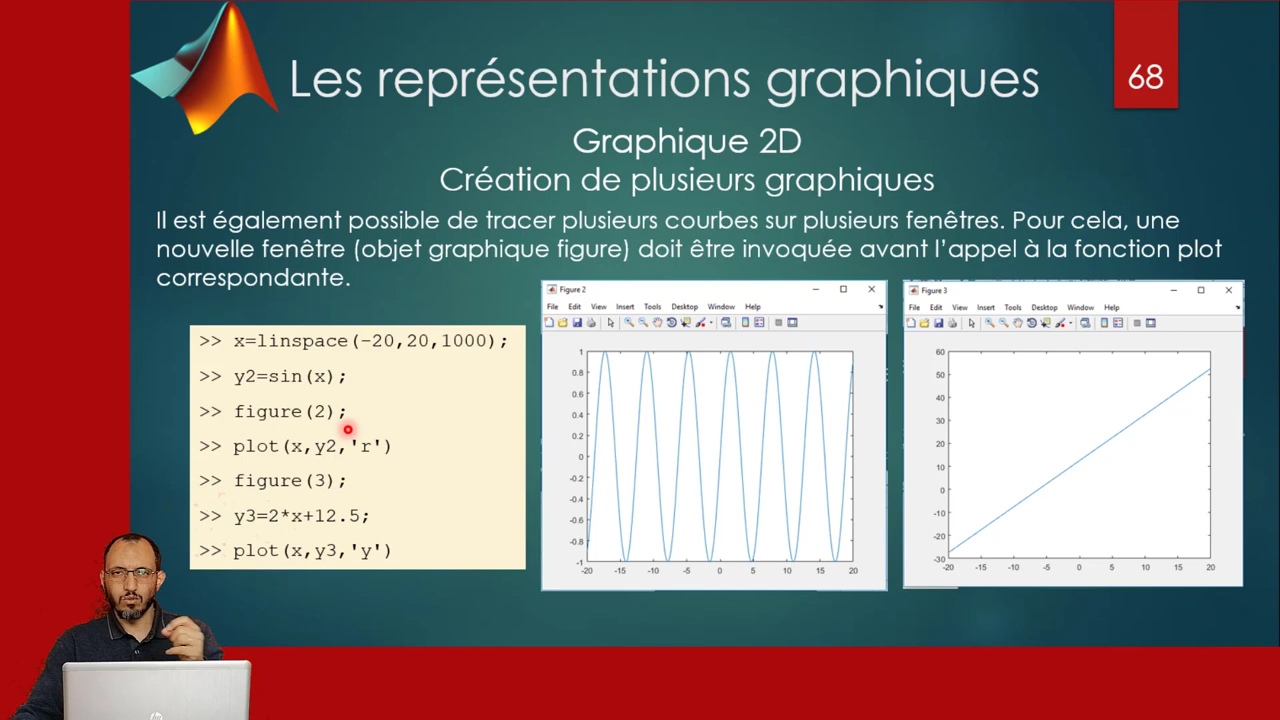 Les représentations graphiques
68
Graphique 2D
Création de plusieurs graphiques
Il est également possible de tracer plusieurs courbes sur plusieurs fenêtres. Pour cela, une
nouvelle fenêtre (objet graphique figure) doit être invoquée avant l'appel à la fonction plot
correspondante.
>> x=linspace(-20,20,1000);
>> y2=sin(x);
>> figure(2);
>> plot(x,y2,'r')
>> figure(3);
>> y3=2*x+12.5;
>> plot(x,y3,'y')
Figure 2
File Edit View Insert Tools Desktop Window Help
1
0.8
0.6
0.4
0.2
0
-0.2
-0.4
-0.6
-0.8
-1
-20 -15 -10 -5 0 5 10 15 20
Figure 3
File Edit View Insert Tools Desktop Window Help
60
50
40
30
20
10
0
-10
-20
-30
-20 -15 -10 -5 0 5 10 15 20
hp